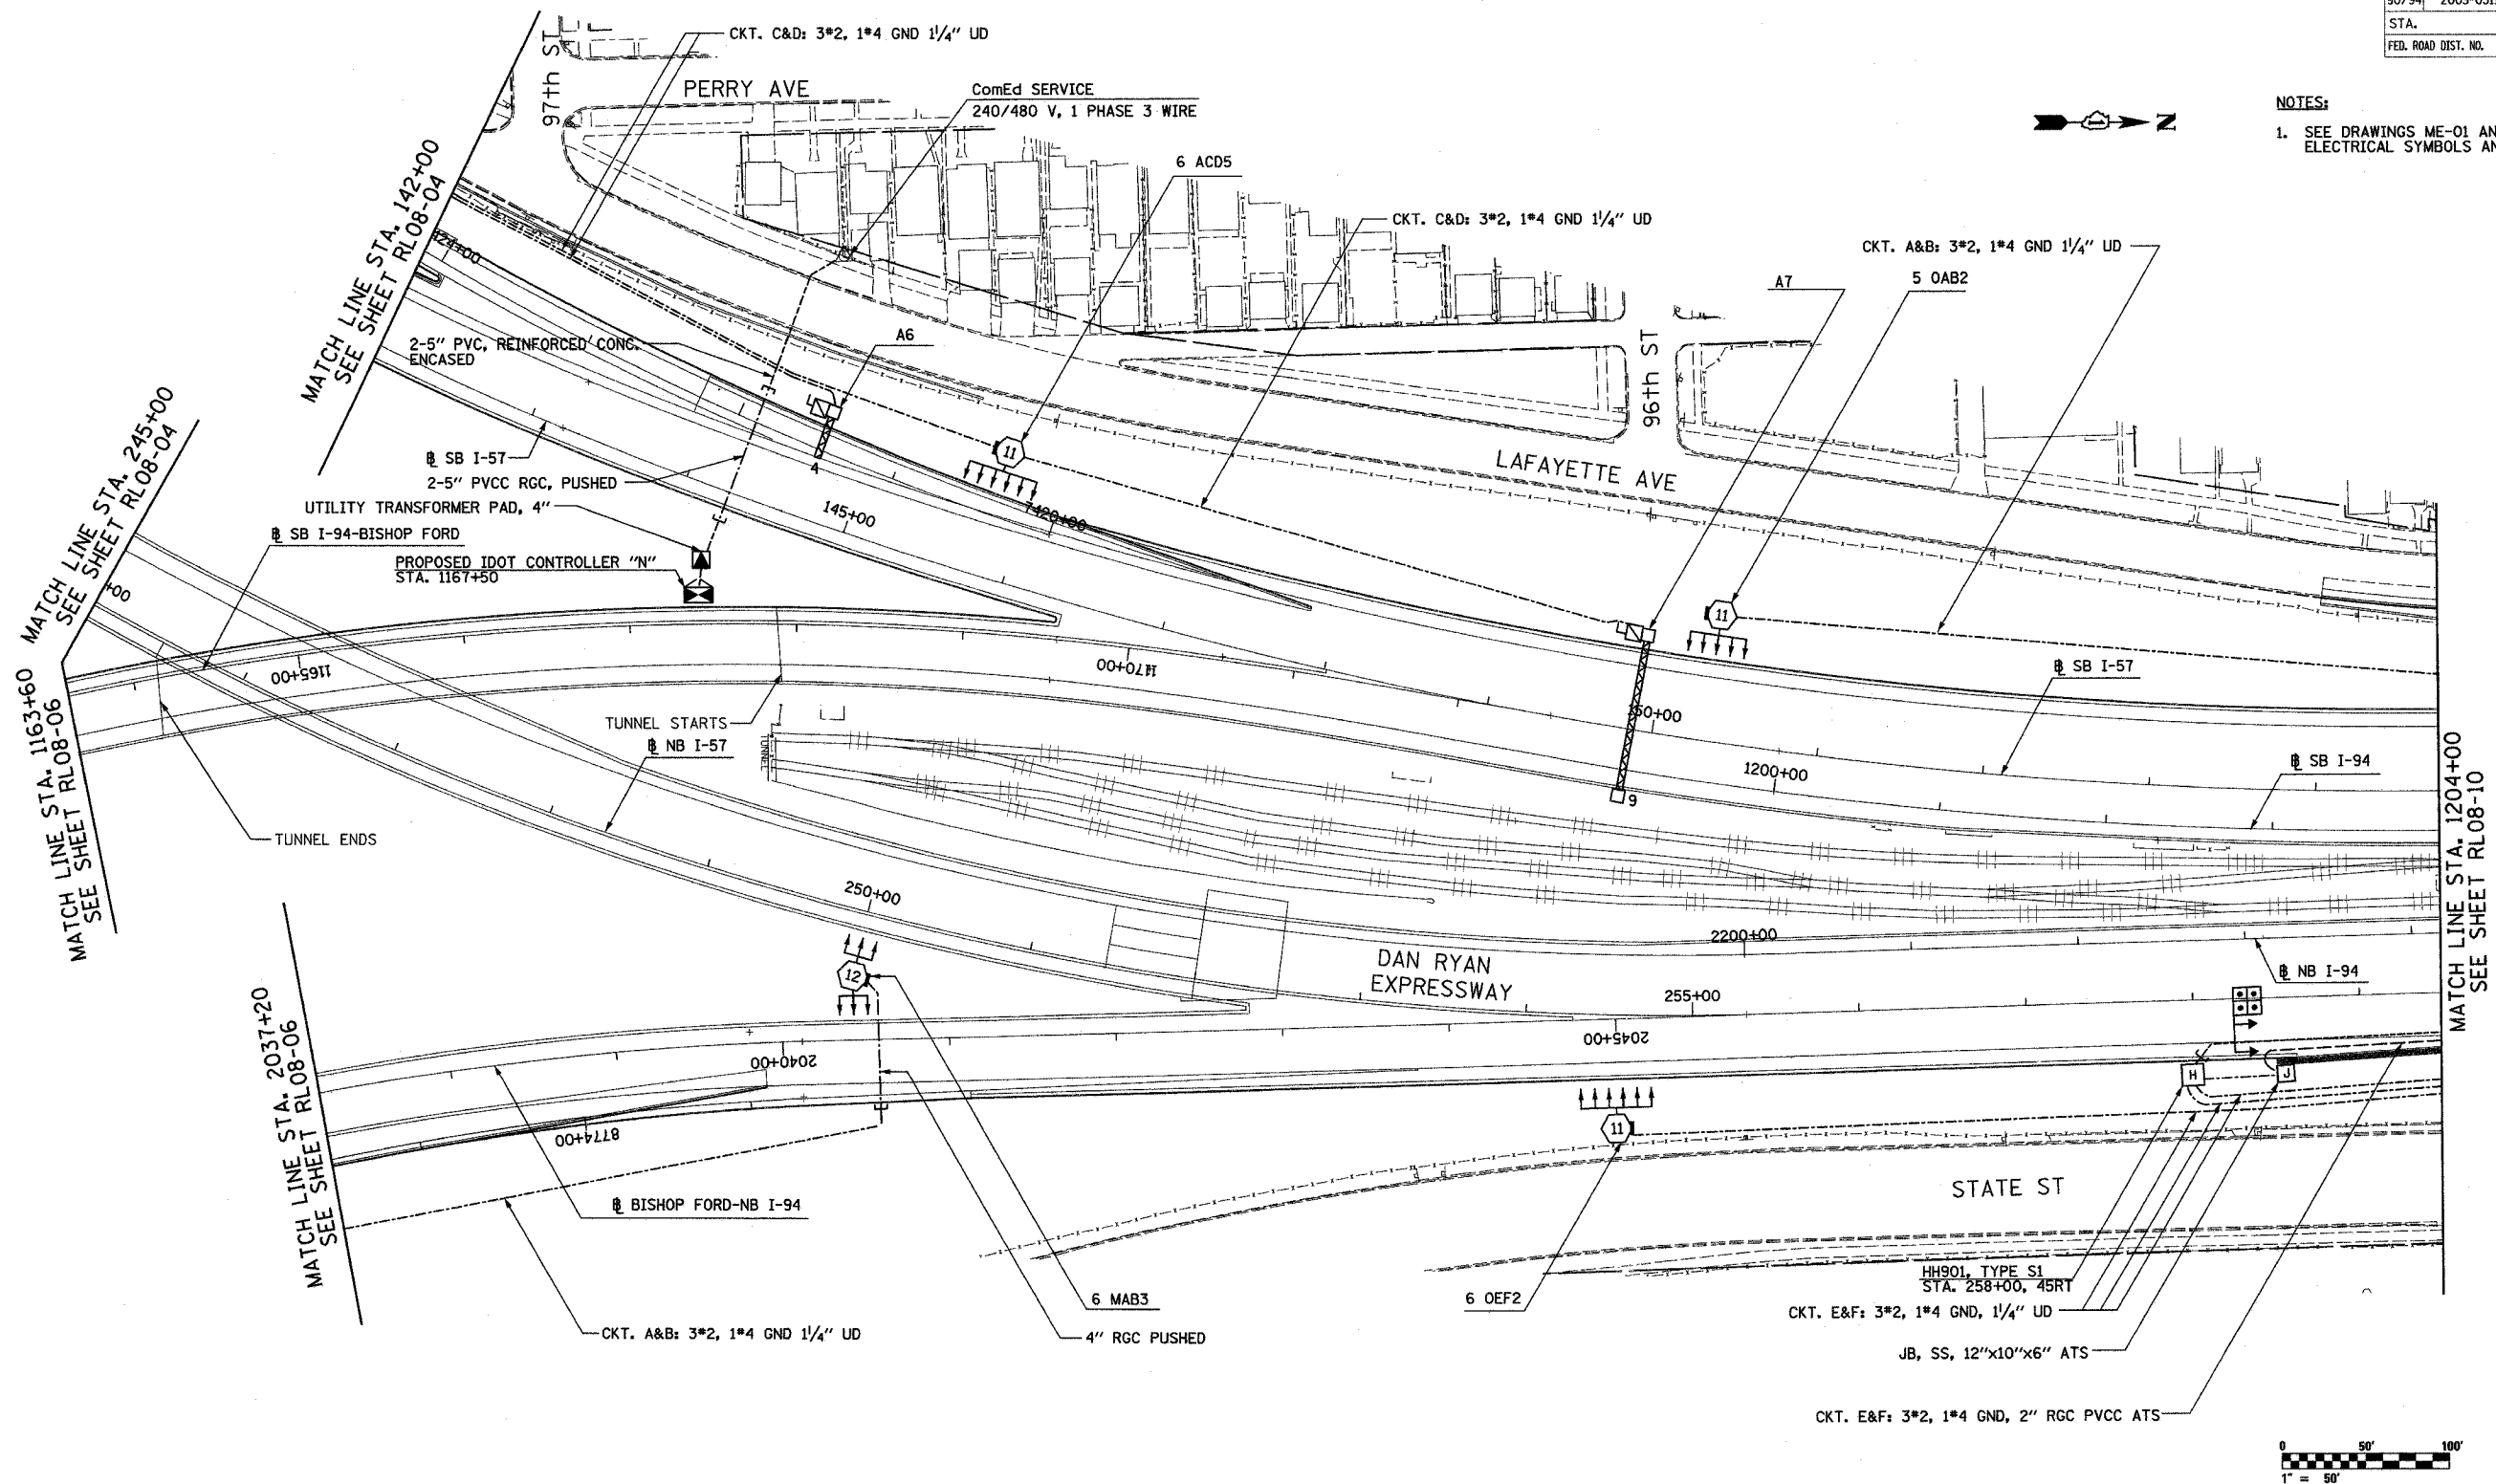 90/94
STA.
FED. ROAD DIST. NO.
NOTES:
1. SEE DRAWINGS ME-01 AN
ELECTRICAL SYMBOLS AN
N
CKT. C&D: 3#2, 1#4 GND 1¼" UD
97th ST
PERRY AVE
ComEd SERVICE
240/480 V, 1 PHASE 3 WIRE
6 ACD5
CKT. C&D: 3#2, 1#4 GND 1¼" UD
CKT. A&B: 3#2, 1#4 GND 1¼" UD
A7
5 OAB2
MATCH LINE STA. 142+00
SEE SHEET RL08-04
2-5" PVC, REINFORCED CONC.
ENCASED
A6
4
11
96th ST
LAFAYETTE AVE
MATCH LINE STA. 245+00
SEE SHEET RL08-04
℄ SB I-57
2-5" PVCC RGC, PUSHED
UTILITY TRANSFORMER PAD, 4"
145+00
℄ SB I-94-BISHOP FORD
PROPOSED IDOT CONTROLLER "N"
STA. 1167+50
+00
11
MATCH LINE STA. 1163+60
SEE SHEET RL08-06
1165+00
1170+00
℄ SB I-57
TUNNEL STARTS
℄ NB I-57
TUNNEL
1200+00
℄ SB I-94
9
TUNNEL ENDS
MATCH LINE STA. 1204+00
SEE SHEET RL08-10
250+00
2200+00
DAN RYAN
EXPRESSWAY
℄ NB I-94
12
255+00
2045+00
MATCH LINE STA. 2037+20
SEE SHEET RL08-06
2040+00
H
J
8774+00
11
STATE ST
℄ BISHOP FORD-NB I-94
HH901, TYPE S1
STA. 258+00, 45RT
6 MAB3
6 OEF2
CKT. E&F: 3#2, 1#4 GND, 1¼" UD
CKT. A&B: 3#2, 1#4 GND 1¼" UD
4" RGC PUSHED
JB, SS, 12"x10"x6" ATS
CKT. E&F: 3#2, 1#4 GND, 2" RGC PVCC ATS
0 50' 100'
1" = 50'